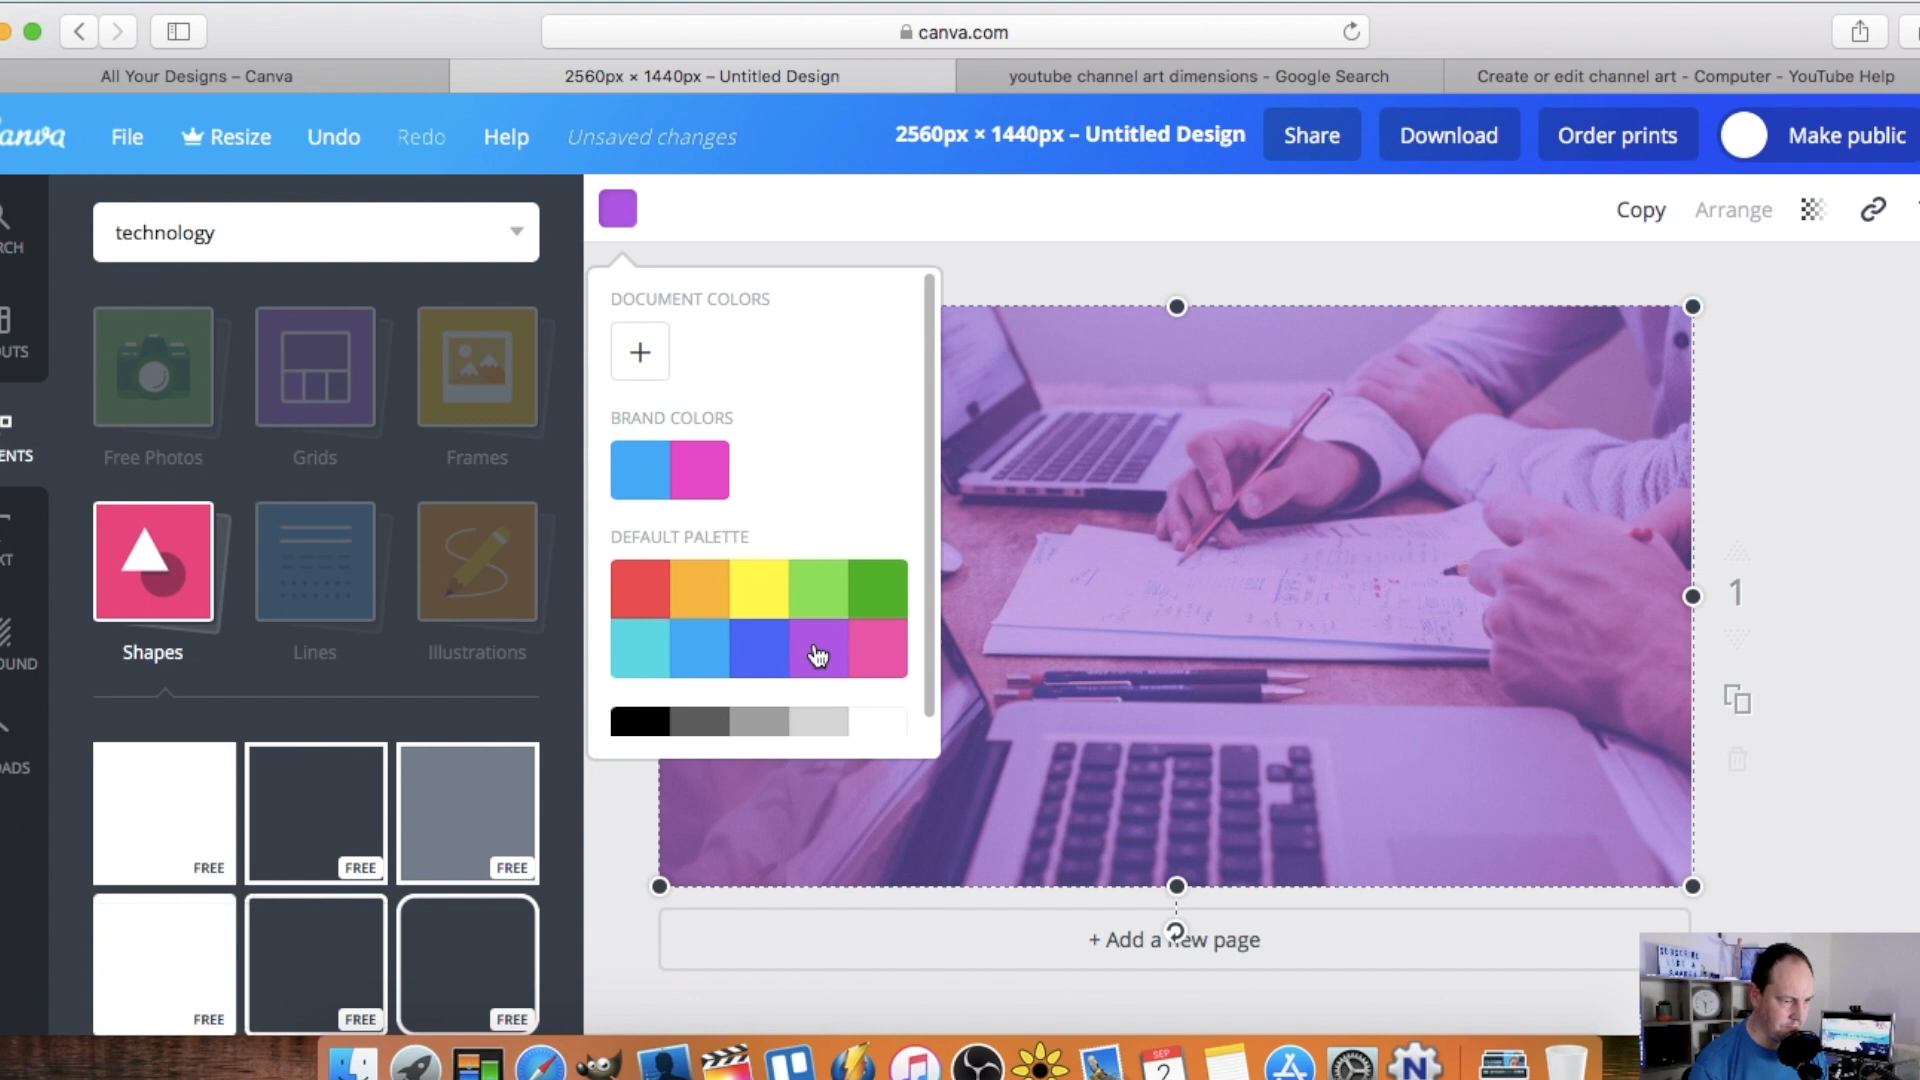 canva.com
All Your Designs – Canva
2560px × 1440px – Untitled Design
youtube channel art dimensions - Google Search
Create or edit channel art - Computer - YouTube Help
File
Resize
Undo
Redo
Help
Unsaved changes
2560px × 1440px – Untitled Design
Share
Download
Order prints
Make public
technology
Copy
Arrange
DOCUMENT COLORS
+
BRAND COLORS
DEFAULT PALETTE
Free Photos
Grids
Frames
Shapes
Lines
Illustrations
FREE
FREE
FREE
FREE
FREE
FREE
1
+ Add a new page
SEP
2